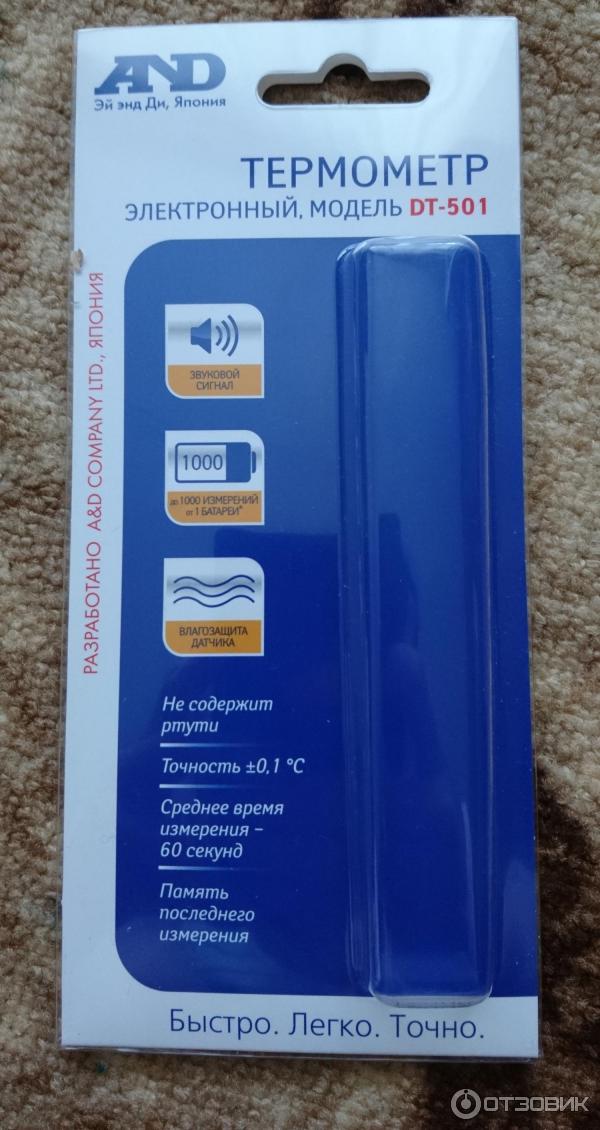 AND
Эй энд Ди, Япония
ТЕРМОМЕТР
ЭЛЕКТРОННЫЙ, МОДЕЛЬ DT-501
РАЗРАБОТАНО A&D COMPANY LTD., ЯПОНИЯ
ЗВУКОВОЙ
СИГНАЛ
1000
до 1000 ИЗМЕРЕНИЙ
от 1 БАТАРЕИ*
ВЛАГОЗАЩИТА
ДАТЧИКА
Не содержит
ртути
Точность ±0,1 °C
Среднее время
измерения –
60 секунд
Память
последнего
измерения
Быстро. Легко. Точно.
ОТЗОВИК